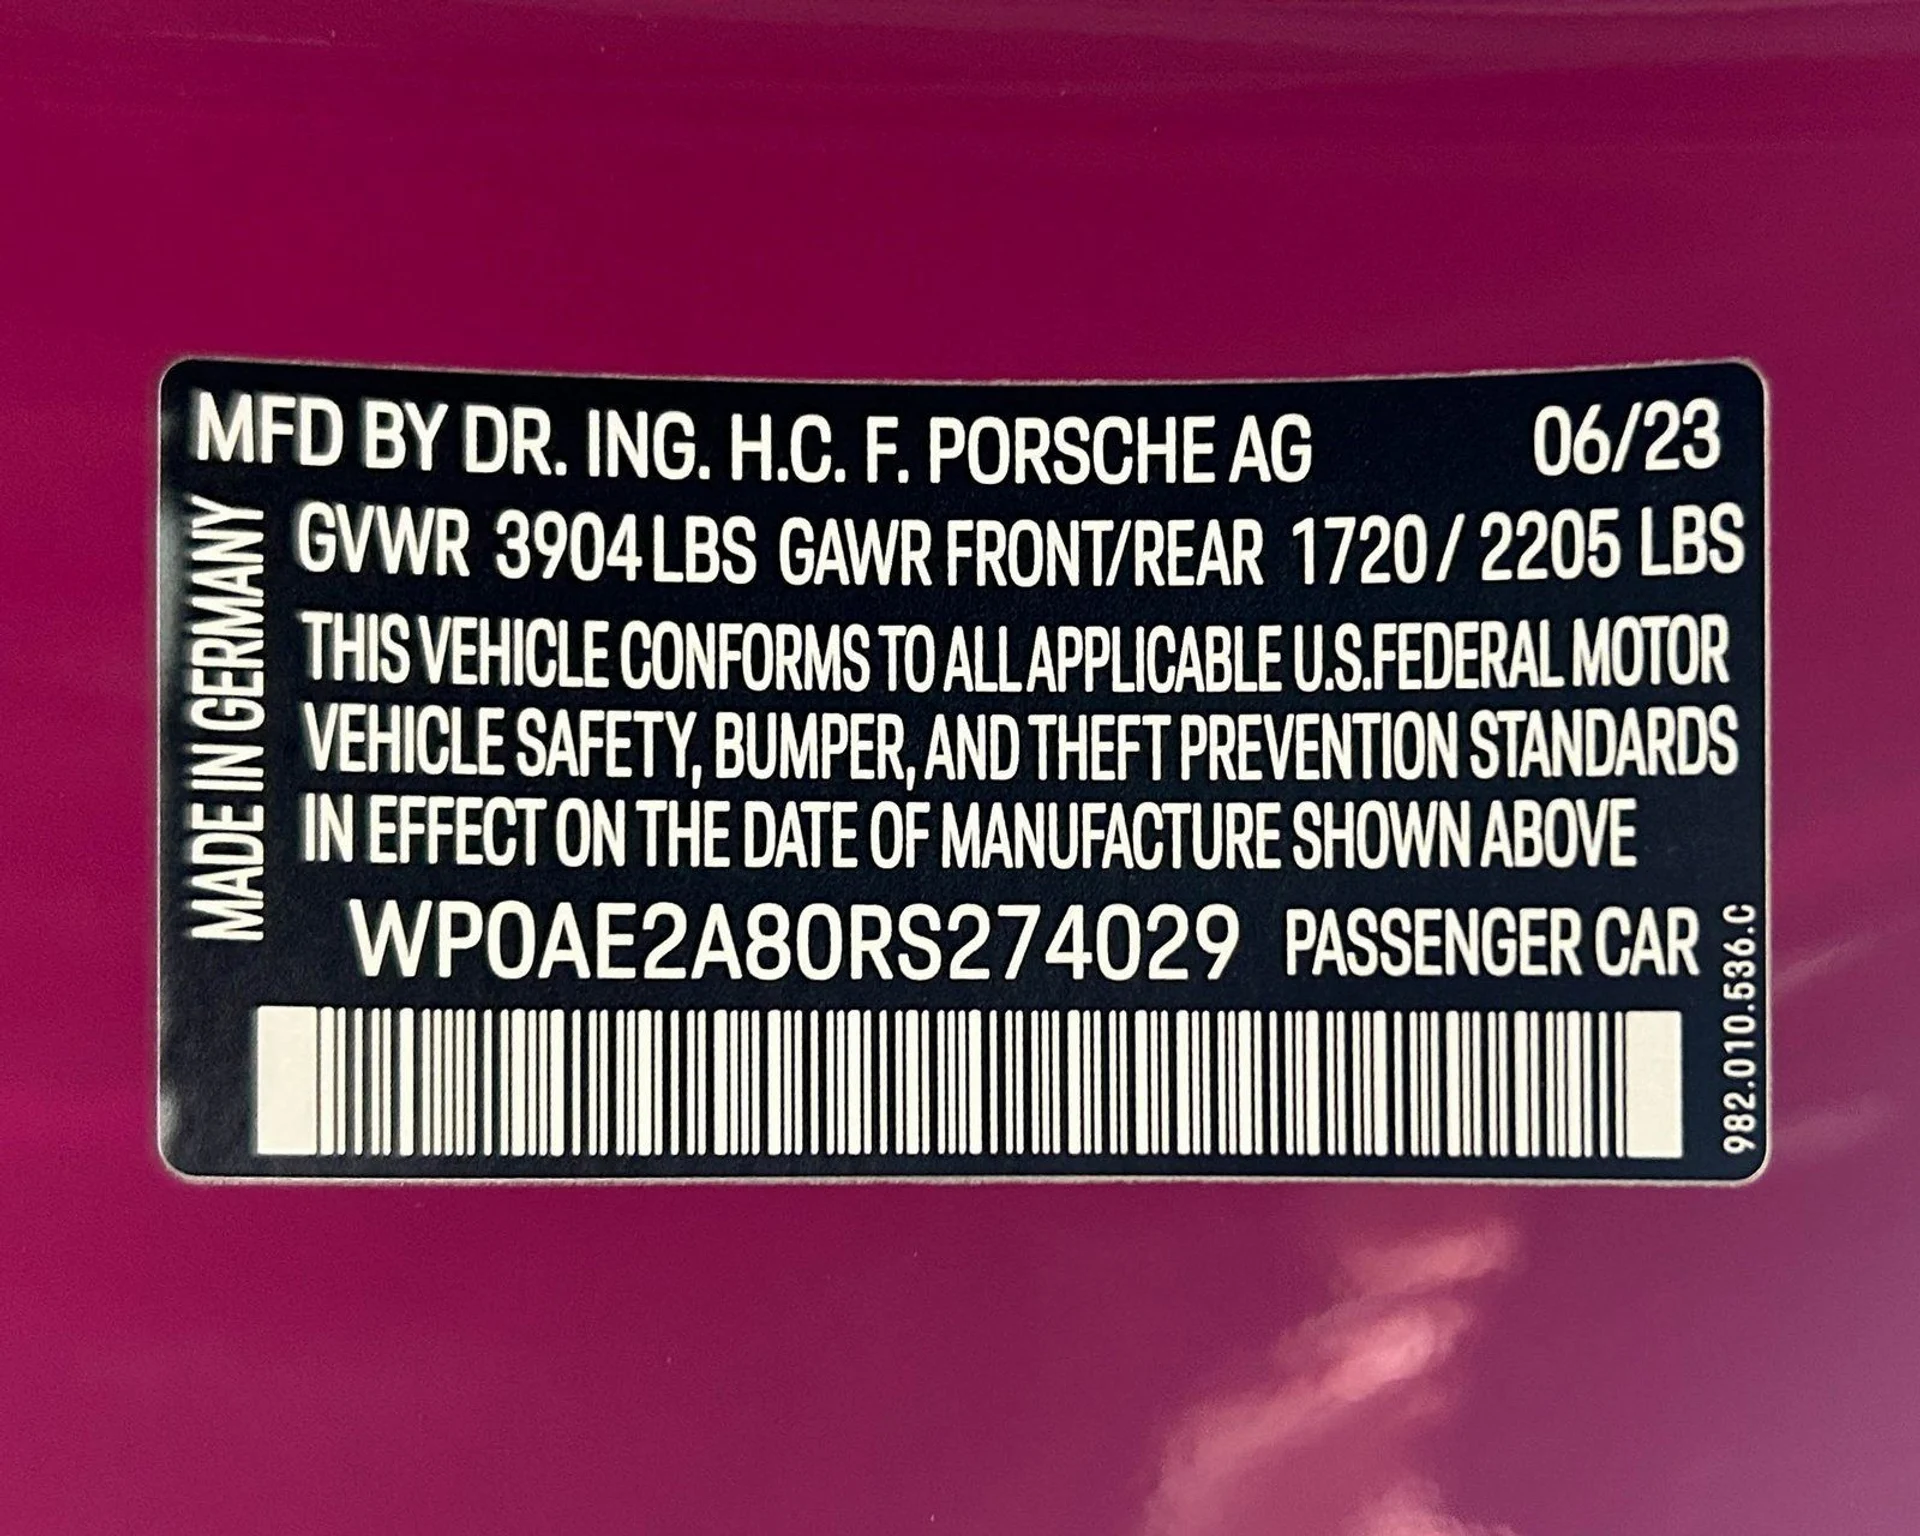 MFD BY DR. ING. H.C. F. PORSCHE AG 06/23
GVWR 3904 LBS GAWR FRONT/REAR 1720 / 2205 LBS
THIS VEHICLE CONFORMS TO ALL APPLICABLE U.S.FEDERAL MOTOR
VEHICLE SAFETY, BUMPER, AND THEFT PREVENTION STANDARDS
IN EFFECT ON THE DATE OF MANUFACTURE SHOWN ABOVE
WP0AE2A80RS274029 PASSENGER CAR
MADE IN GERMANY
982.010.536.C